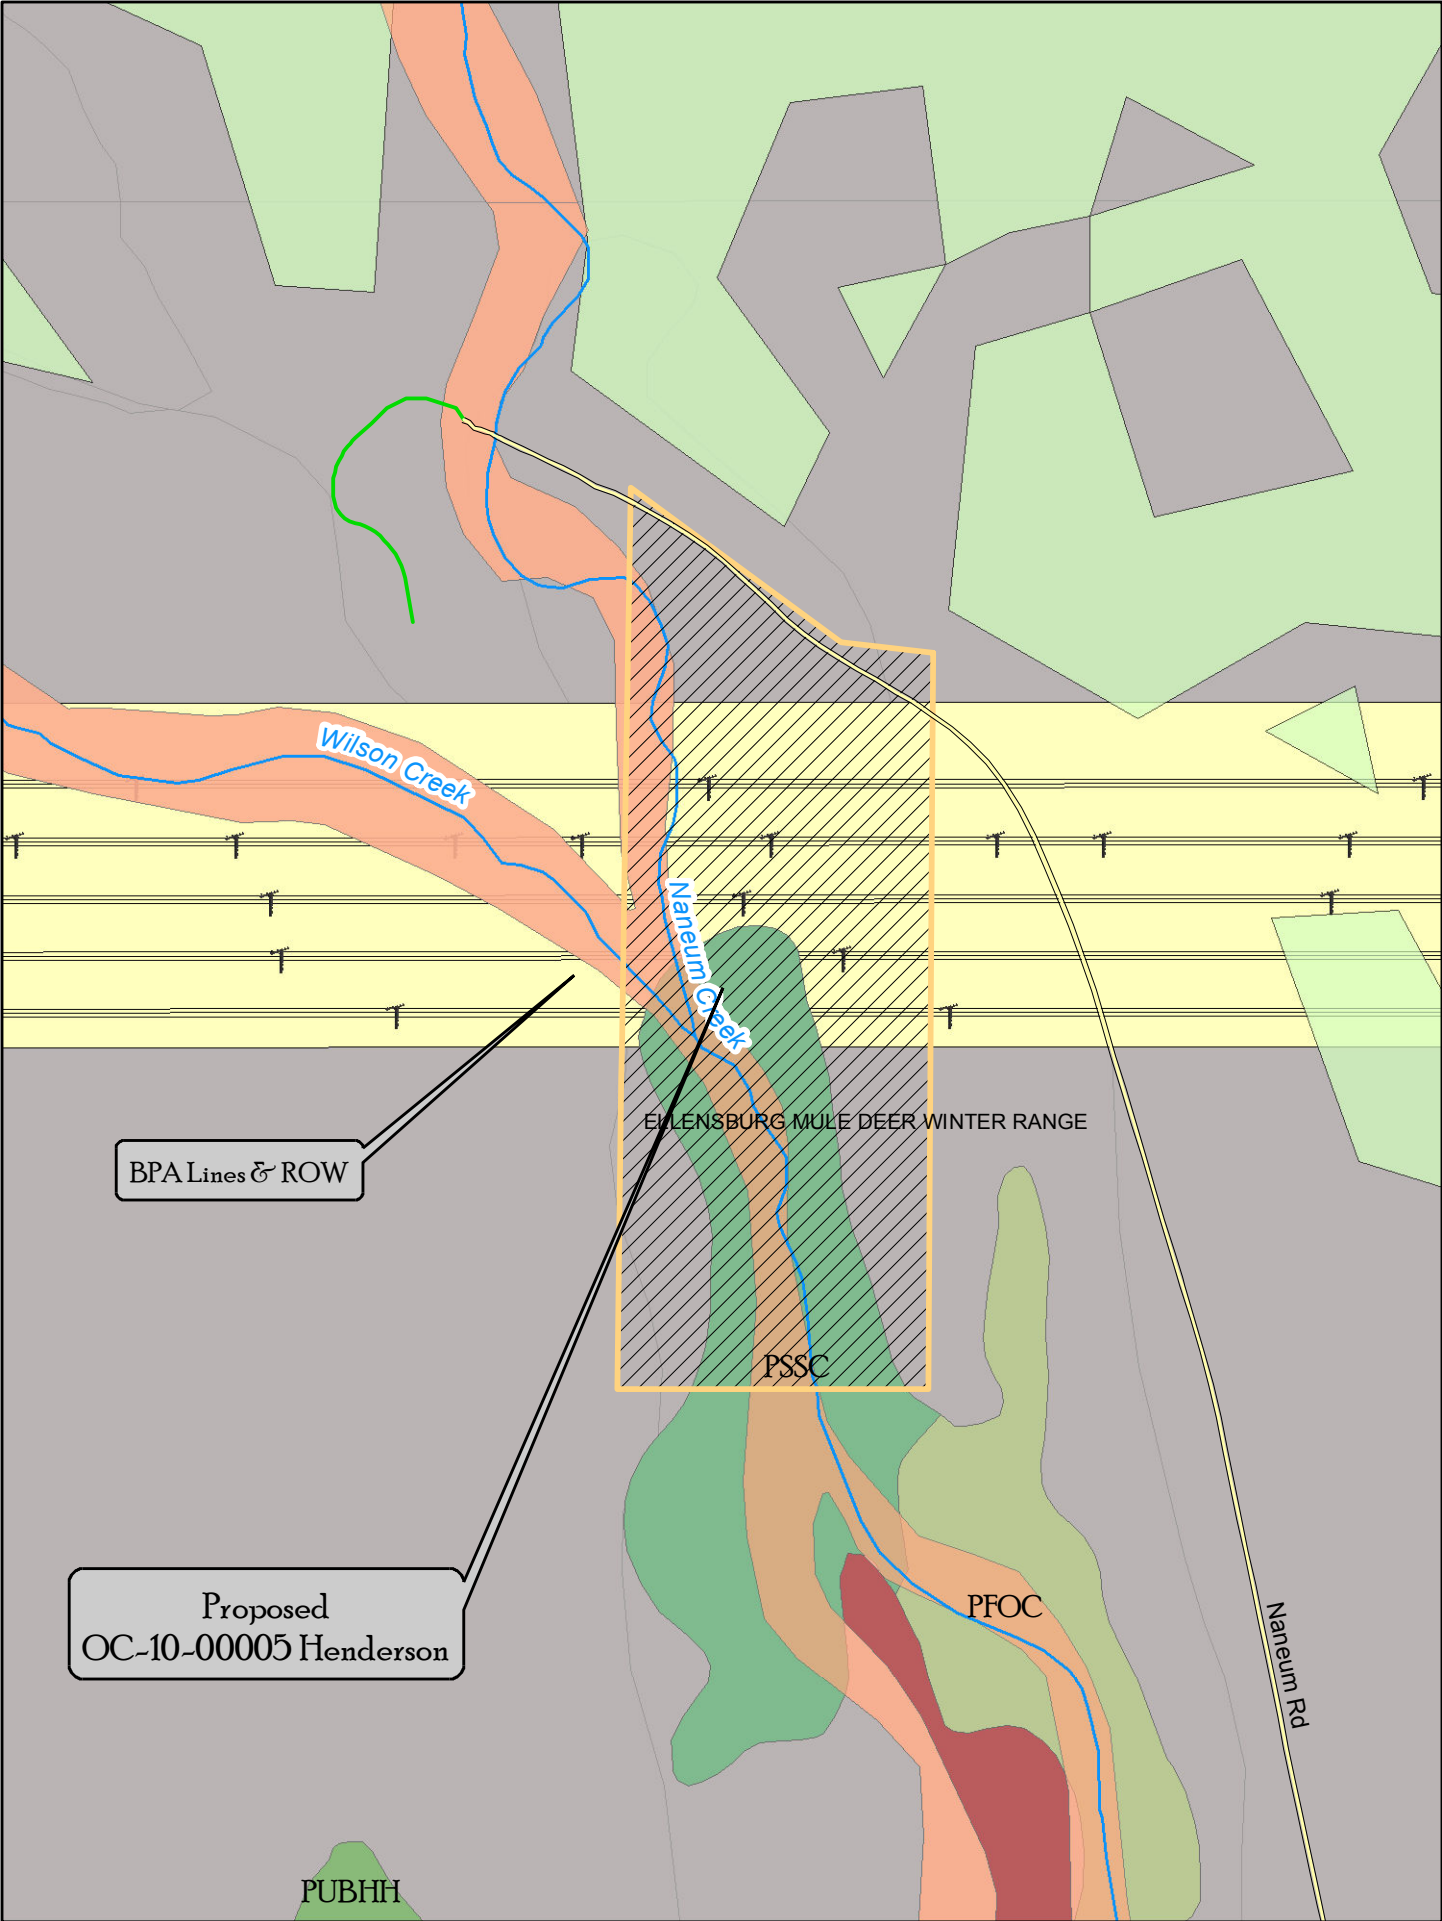 Wilson Creek
Naneum Creek
ELLENSBURG MULE DEER WINTER RANGE
BPA Lines & ROW
PSSC
Proposed
OC-10-00005 Henderson
PFOC
Naneum Rd
PUBHH